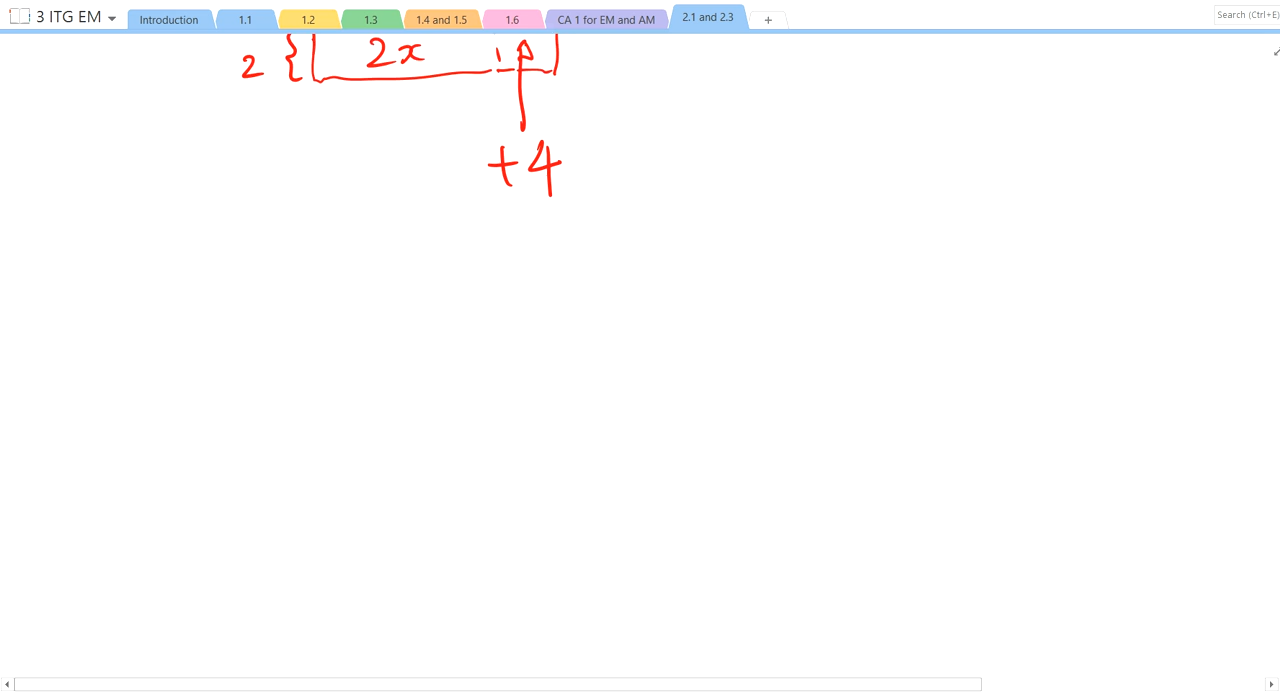 3 ITG EM
Introduction
1.1
1.2
1.3
1.4 and 1.5
1.6
CA 1 for EM and AM
2.1 and 2.3
+
Search (Ctrl+E)
2 { 2x
+4